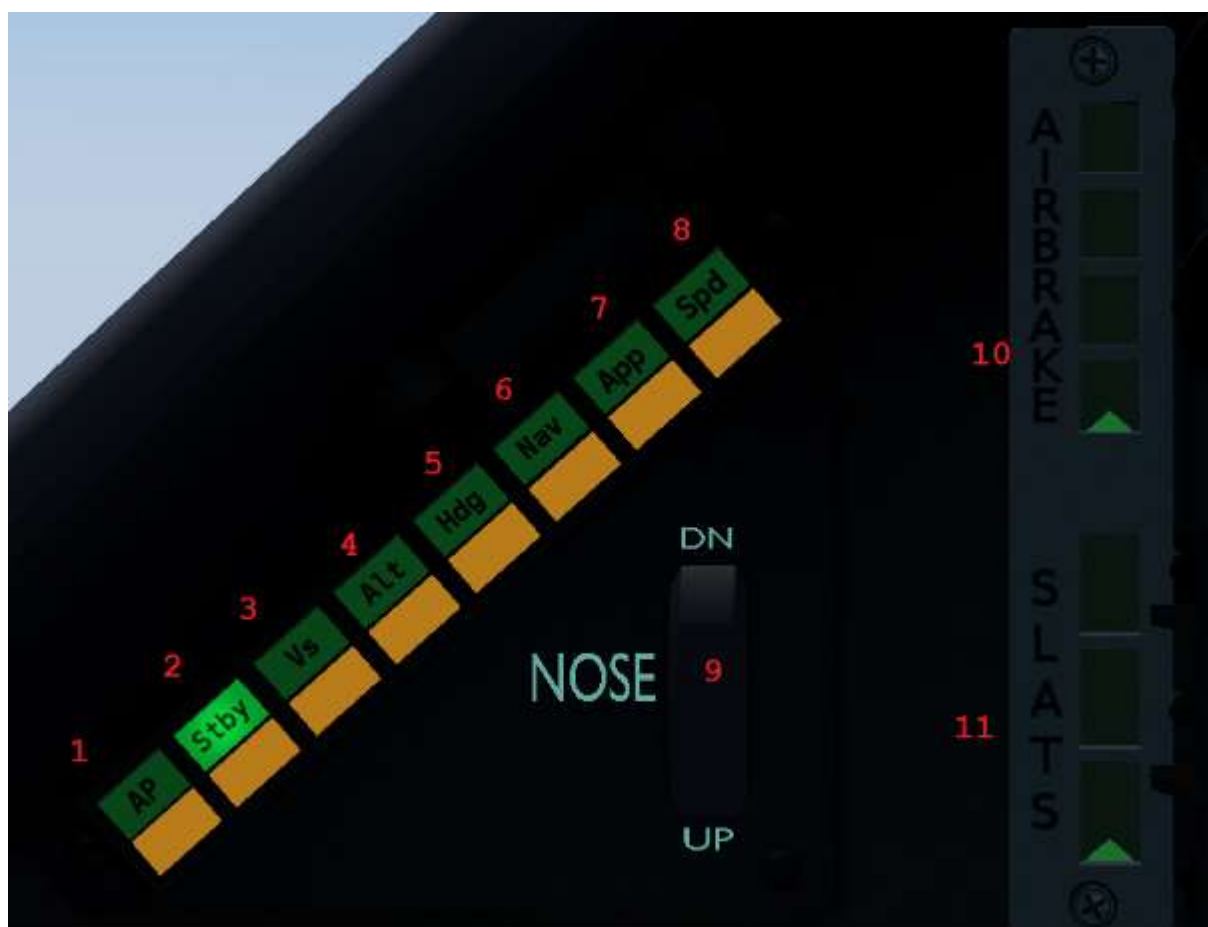 8
Spd
7
App
6
Nav
5
Hdg
4
Alt
3
Vs
2
Stby
1
AP
DN
NOSE
9
UP
AIRBRAKE
10
SLATS
11